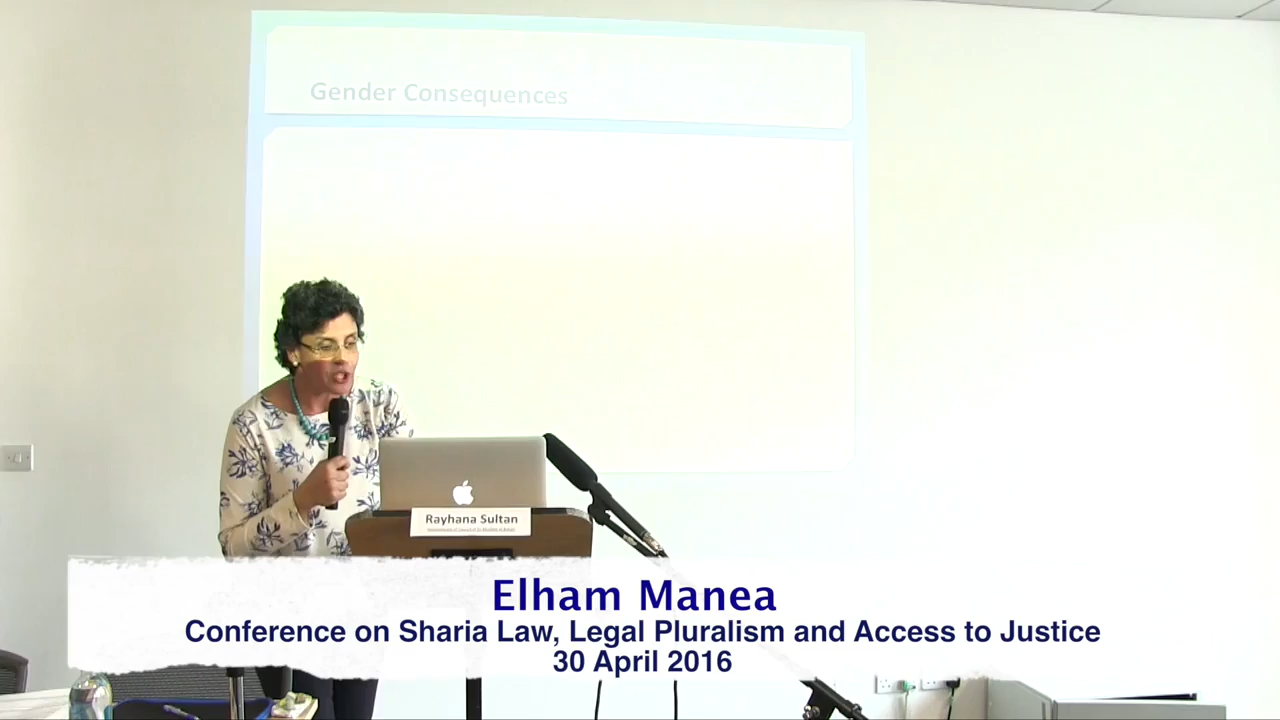 Gender Consequences
Rayhana Sultan
Elham Manea
Conference on Sharia Law, Legal Pluralism and Access to Justice
30 April 2016